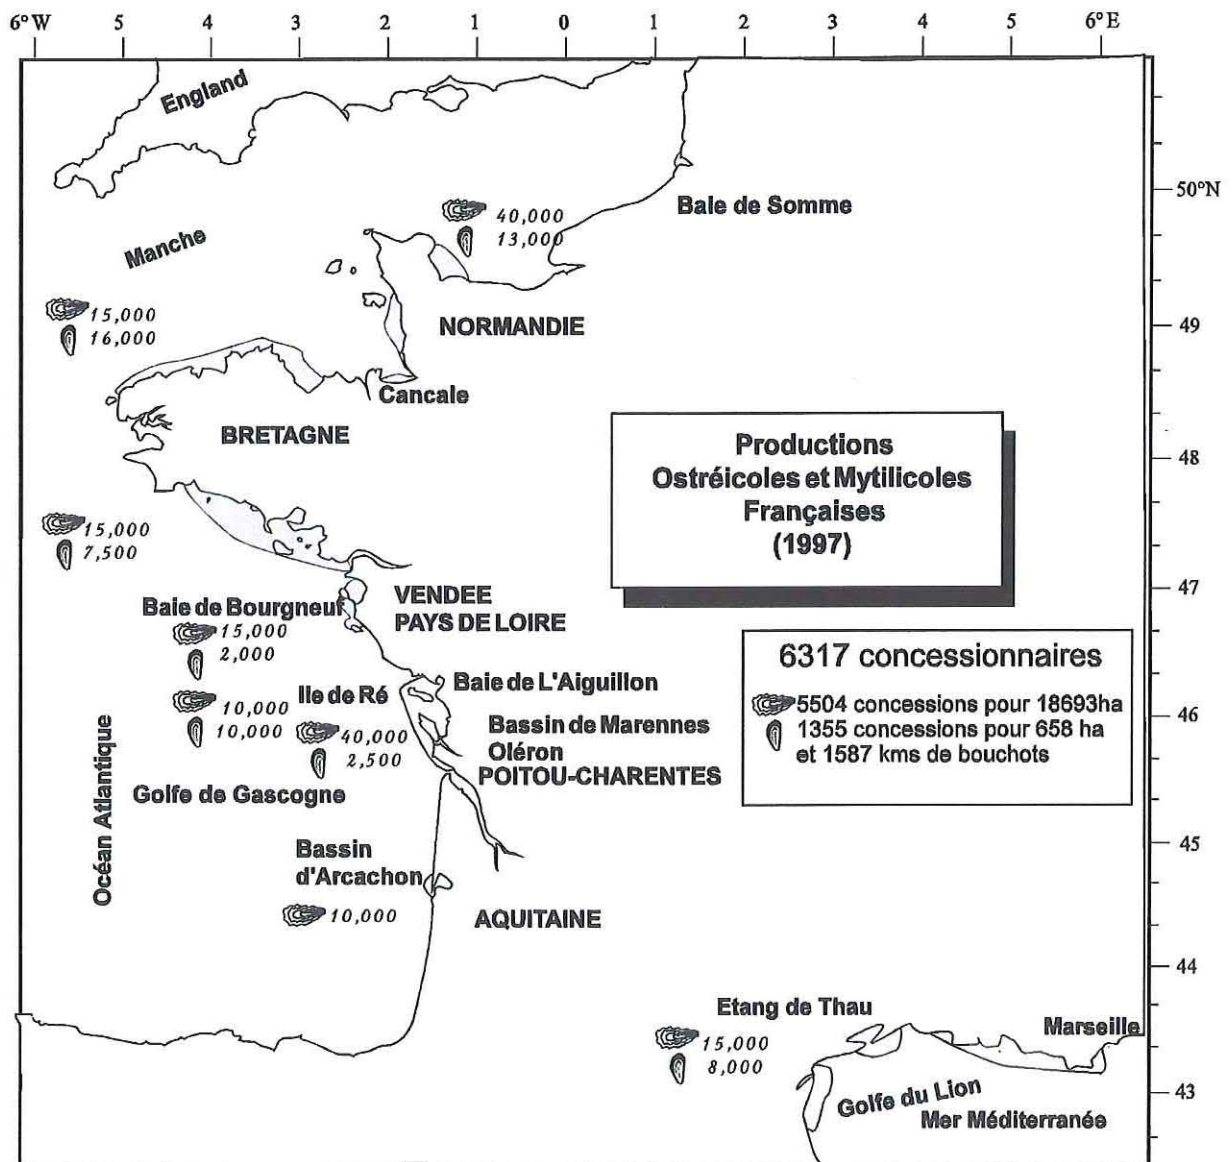 6°W 5 4 3 2 1 0 1 2 3 4 5 6°E
England
50°N
Baie de Somme
40,000
13,000
Manche
15,000
16,000
49
NORMANDIE
Cancale
BRETAGNE
Productions
Ostréicoles et Mytilicoles
Françaises
(1997)
48
15,000
7,500
47
VENDEE
PAYS DE LOIRE
Baie de Bourgneuf
15,000
2,000
6317 concessionnaires
5504 concessions pour 18693ha
1355 concessions pour 658 ha
et 1587 kms de bouchots
Baie de L'Aiguillon
Ile de Ré
10,000
10,000
40,000
2,500
46
Bassin de Marennes
Oléron
POITOU-CHARENTES
Golfe de Gascogne
Océan Atlantique
45
Bassin
d'Arcachon
10,000
AQUITAINE
44
Etang de Thau
15,000
8,000
Marseille
43
Golfe du Lion
Mer Méditerranée